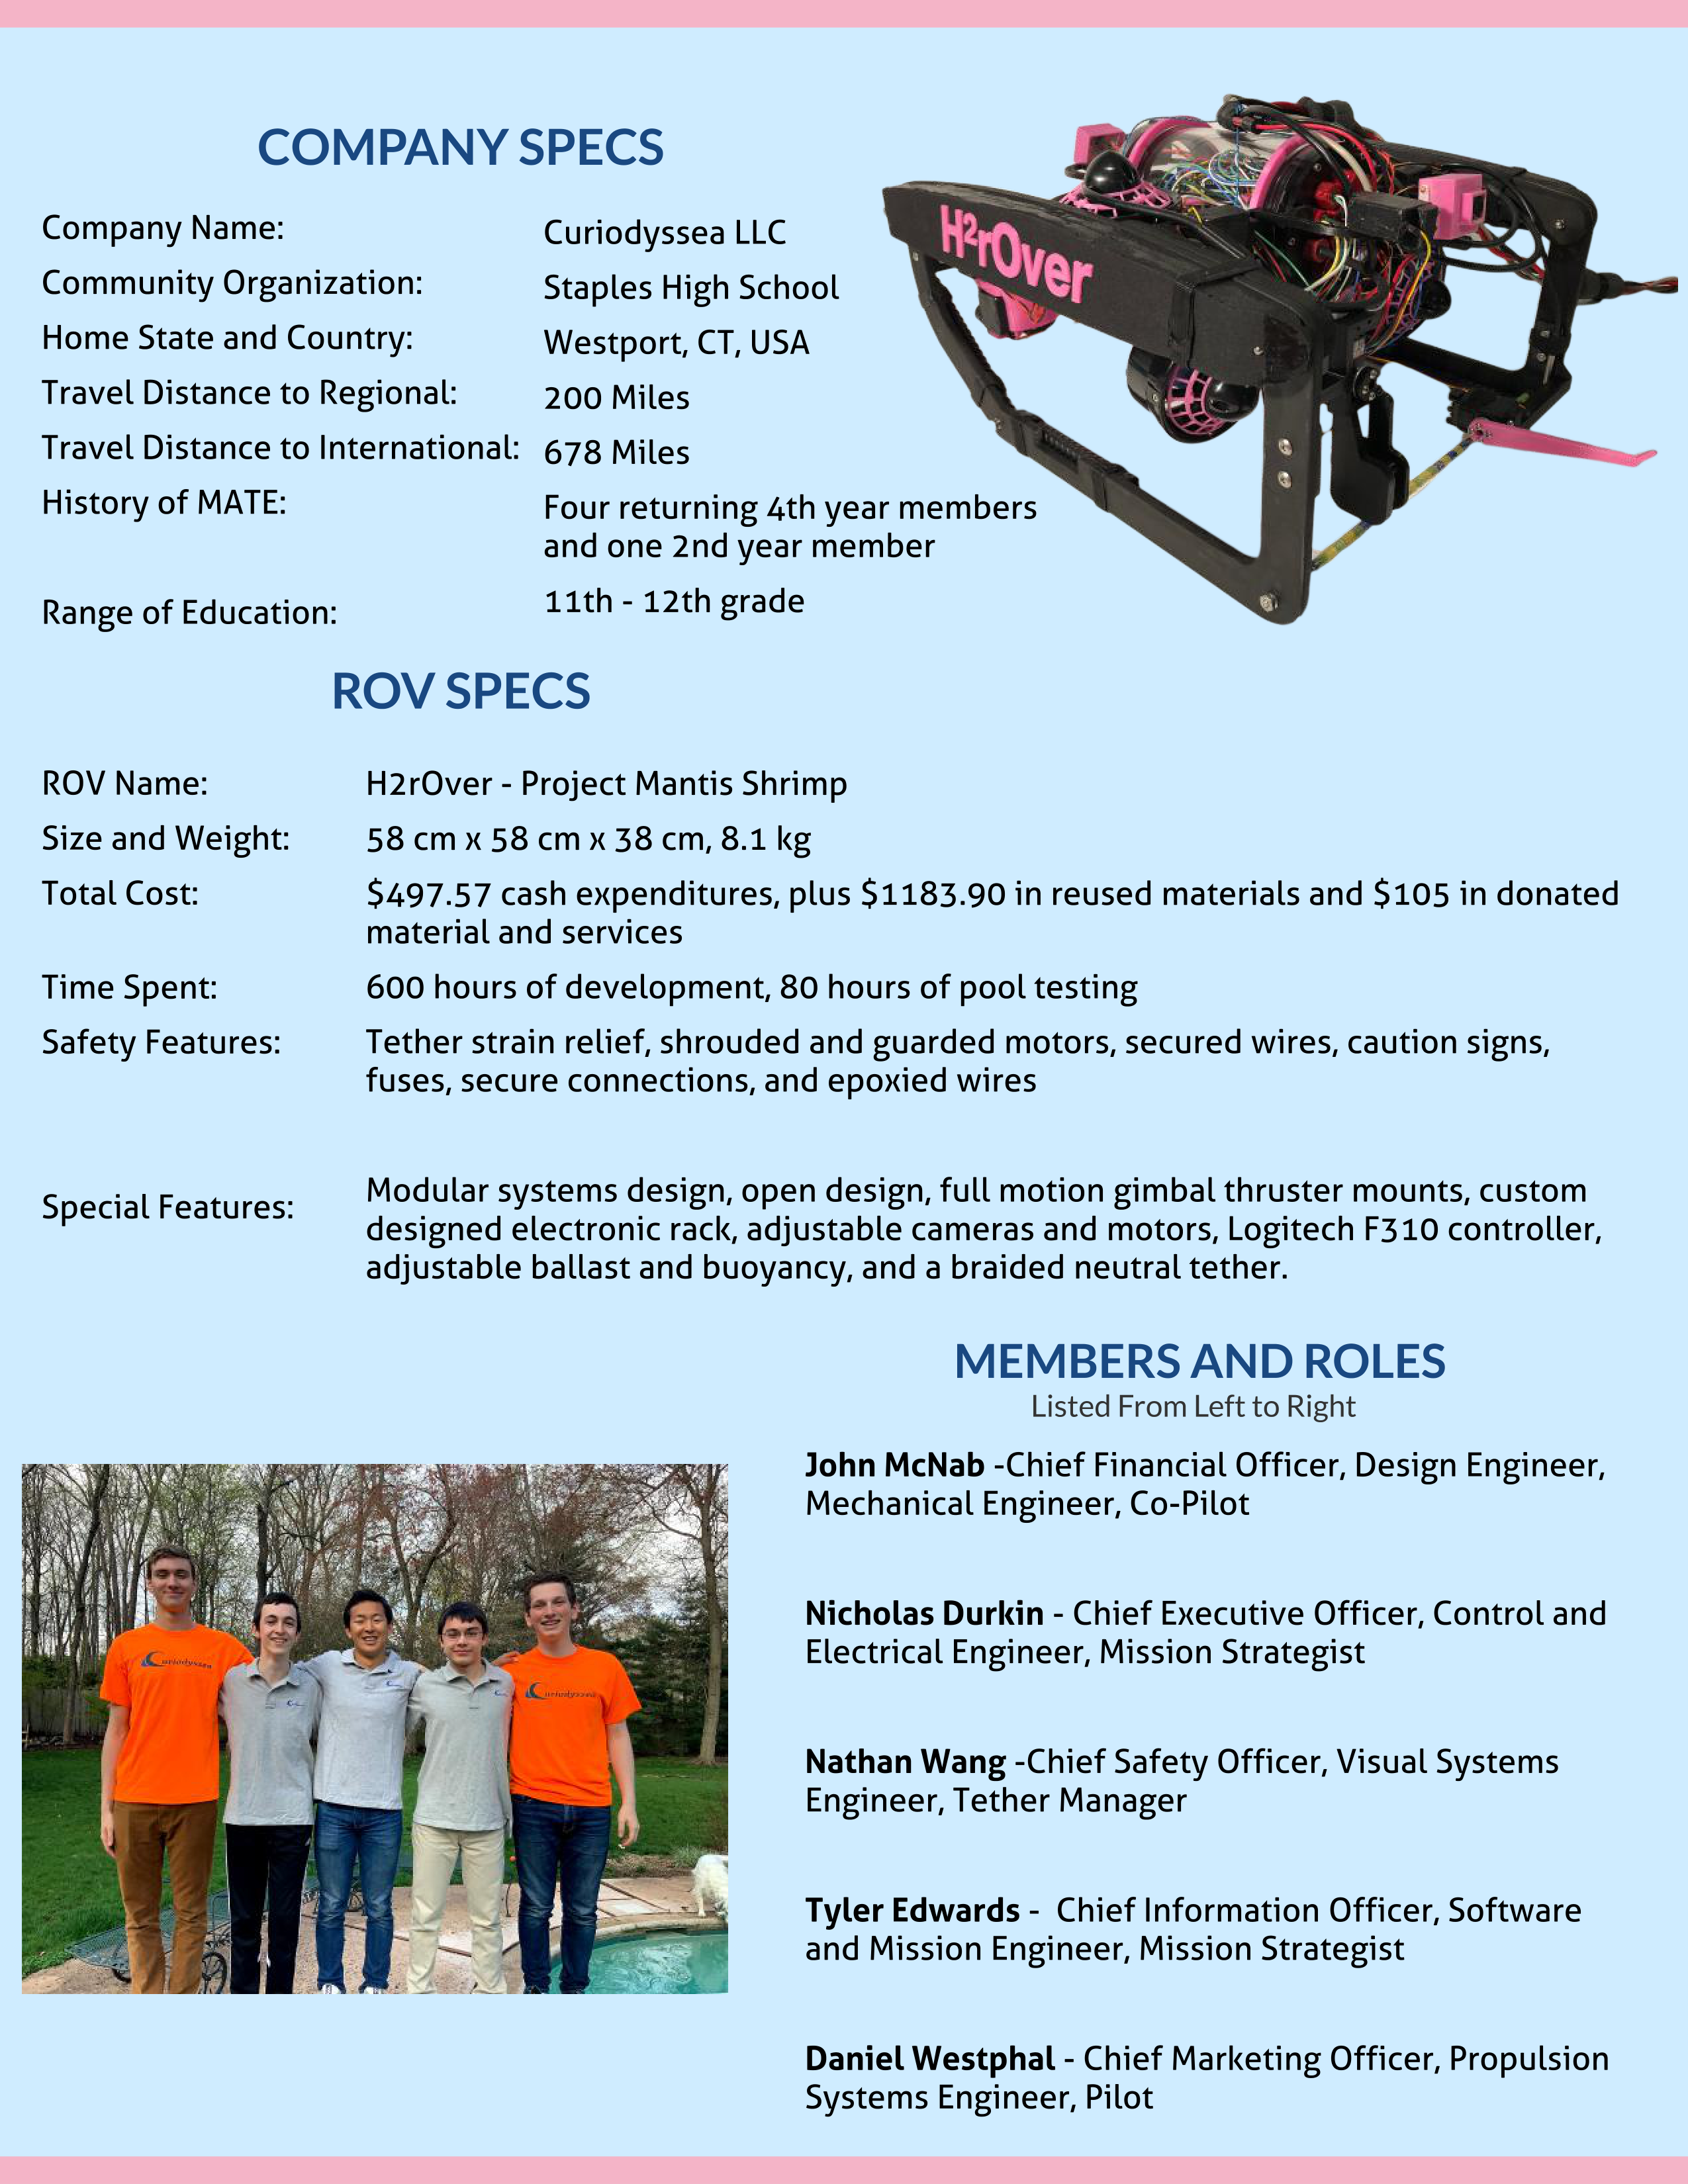 COMPANY SPECS
Company Name:
Curiodyssea LLC
Community Organization:
Staples High School
Home State and Country:
Westport, CT, USA
Travel Distance to Regional:
200 Miles
Travel Distance to International:
678 Miles
History of MATE:
Four returning 4th year members
and one 2nd year member
Range of Education:
11th - 12th grade
H2rOver
ROV SPECS
ROV Name:
H2rOver - Project Mantis Shrimp
Size and Weight:
58 cm x 58 cm x 38 cm, 8.1 kg
Total Cost:
$497.57 cash expenditures, plus $1183.90 in reused materials and $105 in donated
material and services
Time Spent:
600 hours of development, 80 hours of pool testing
Safety Features:
Tether strain relief, shrouded and guarded motors, secured wires, caution signs,
fuses, secure connections, and epoxied wires
Special Features:
Modular systems design, open design, full motion gimbal thruster mounts, custom
designed electronic rack, adjustable cameras and motors, Logitech F310 controller,
adjustable ballast and buoyancy, and a braided neutral tether.
MEMBERS AND ROLES
Listed From Left to Right
John McNab -Chief Financial Officer, Design Engineer,
Mechanical Engineer, Co-Pilot
Nicholas Durkin - Chief Executive Officer, Control and
Electrical Engineer, Mission Strategist
Nathan Wang -Chief Safety Officer, Visual Systems
Engineer, Tether Manager
Tyler Edwards -  Chief Information Officer, Software
and Mission Engineer, Mission Strategist
Daniel Westphal - Chief Marketing Officer, Propulsion
Systems Engineer, Pilot
Curiodyssea
Curiodyssea